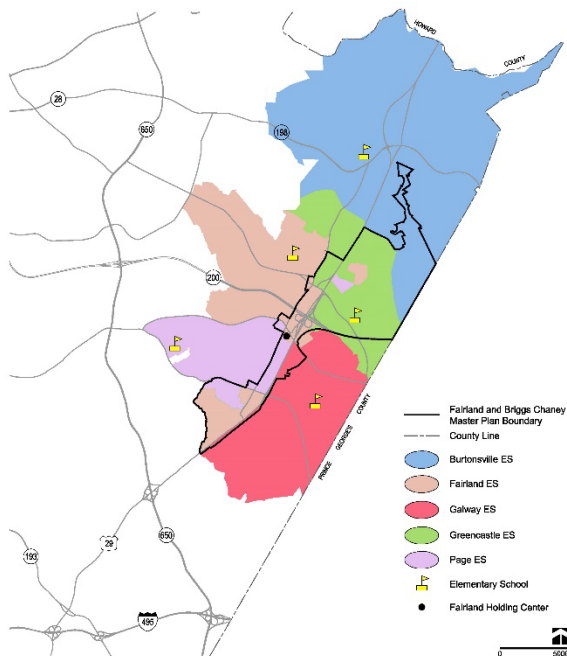 HOWARD
COUNTY
28
650
198
200
PRINCE GEORGE'S COUNTY
193
29
650
495
Fairland and Briggs Chaney
Master Plan Boundary
County Line
Burtonsville ES
Fairland ES
Galway ES
Greencastle ES
Page ES
Elementary School
Fairland Holding Center
0 5000